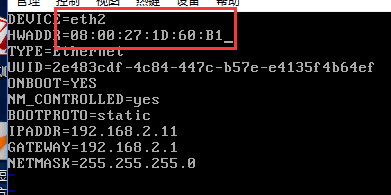 管理 控制 视图 热键 设备 帮助
DEVICE=eth2
HWADDR=08:00:27:1D:60:B1_
TYPE=Ethernet
UUID=2e483cdf-4c84-447c-b57e-e4135f4b64ef
ONBOOT=YES
NM_CONTROLLED=yes
BOOTPROTO=static
IPADDR=192.168.2.11
GATEWAY=192.168.2.1
NETMASK=255.255.255.0
~